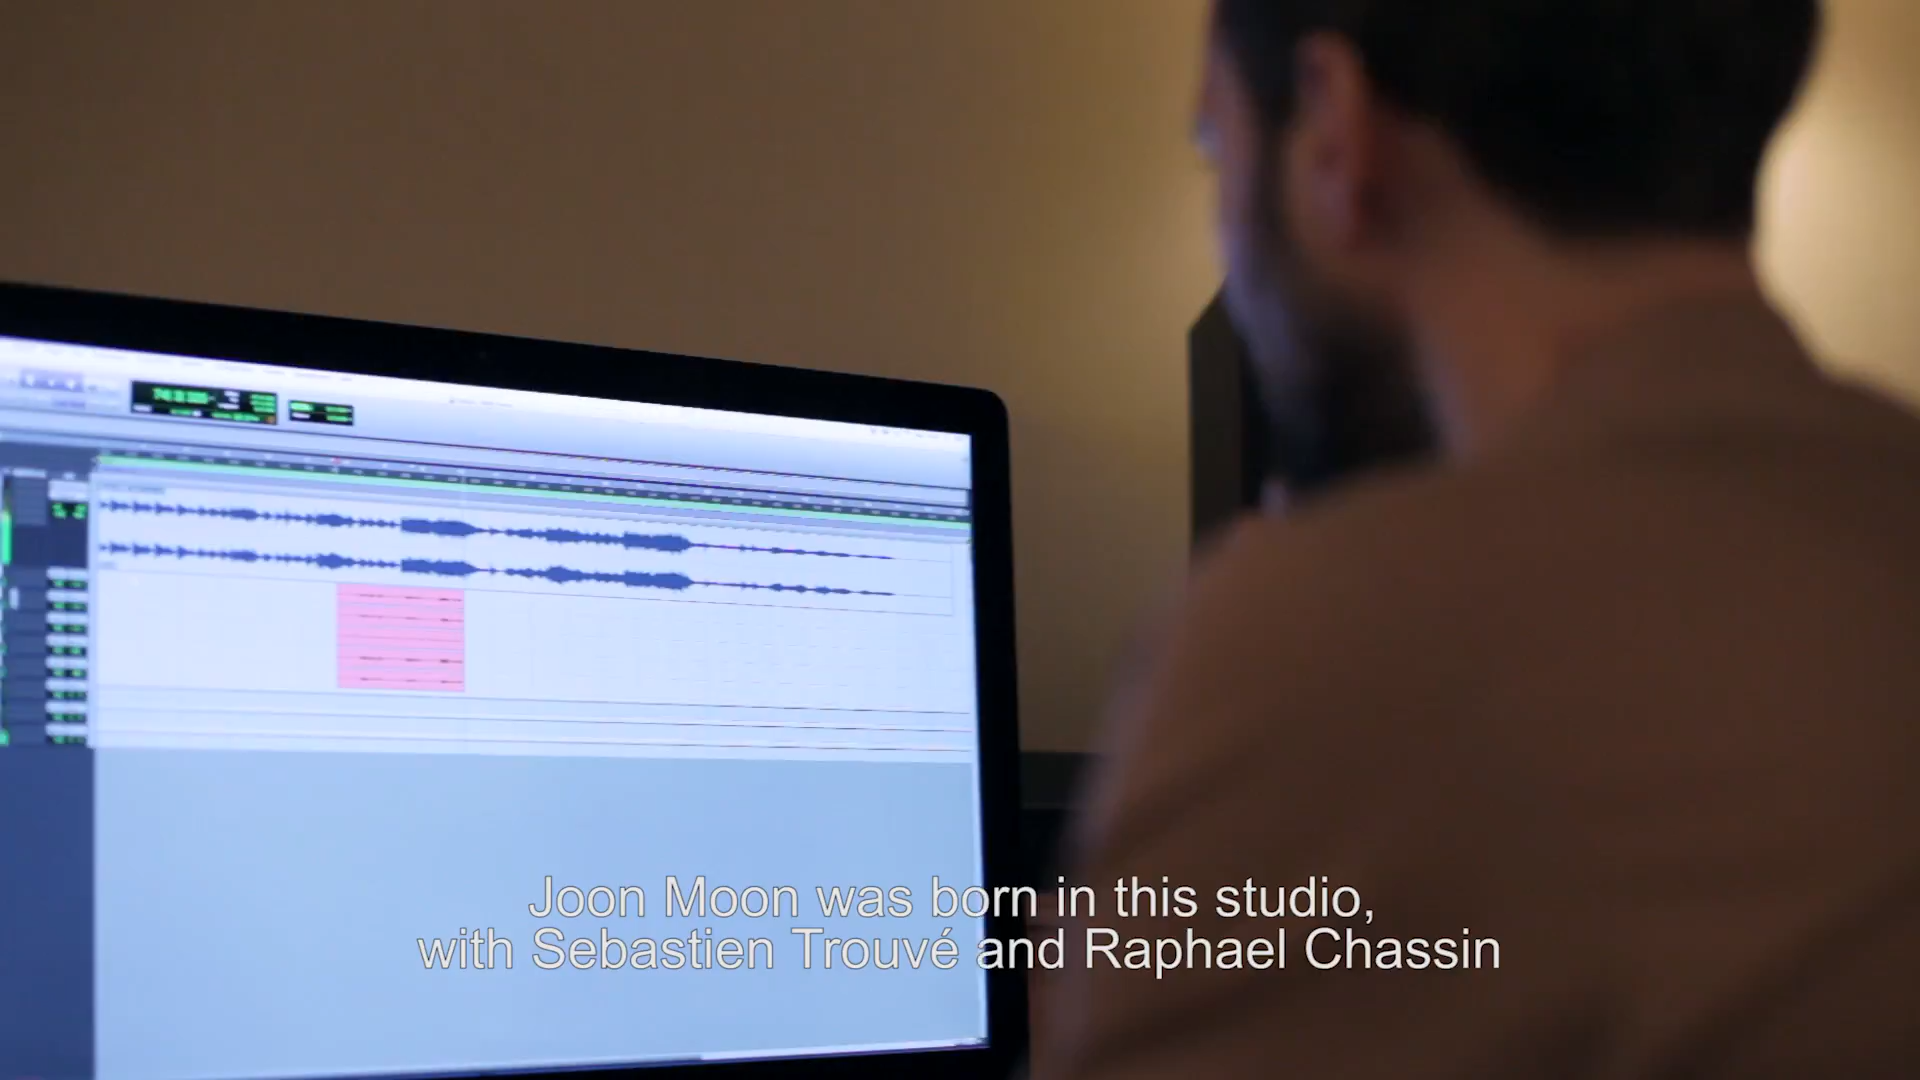 Joon Moon was born in this studio,
with Sebastien Trouvé and Raphael Chassin